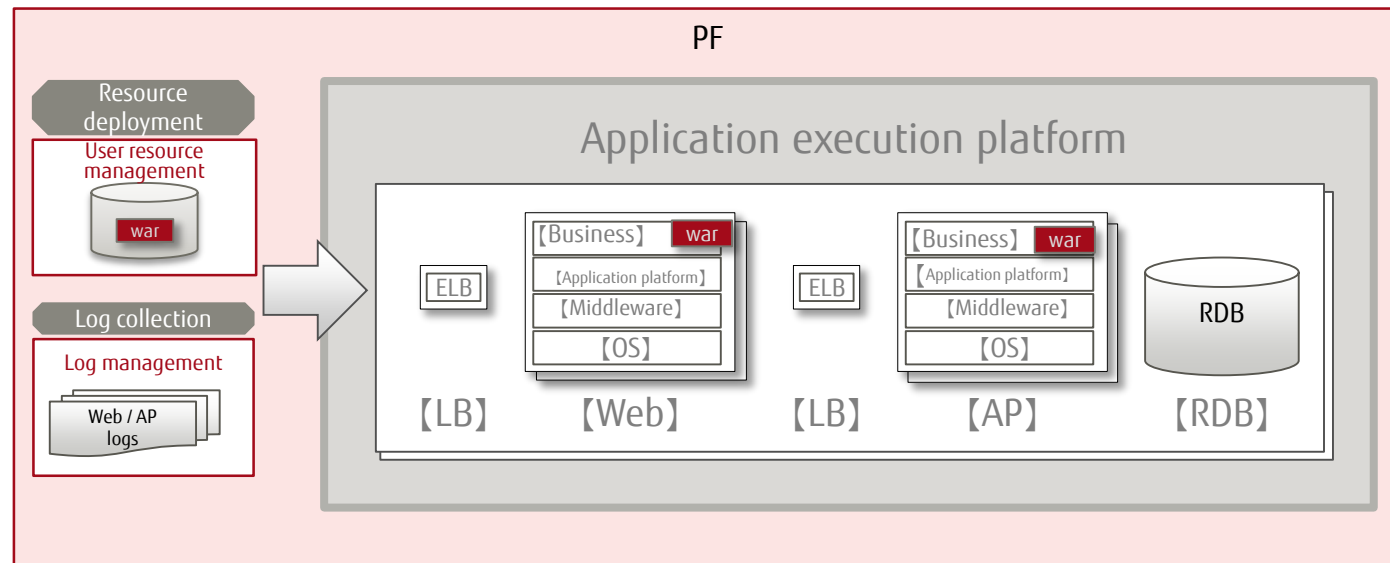 PF
Resource
deployment
User resource
management
war
Log collection
Log management
Web / AP
logs
Application execution platform
ELB
【LB】
【Business】 war
【Application platform】
【Middleware】
【OS】
【Web】
ELB
【LB】
【Business】 war
【Application platform】
【Middleware】
【OS】
【AP】
RDB
【RDB】